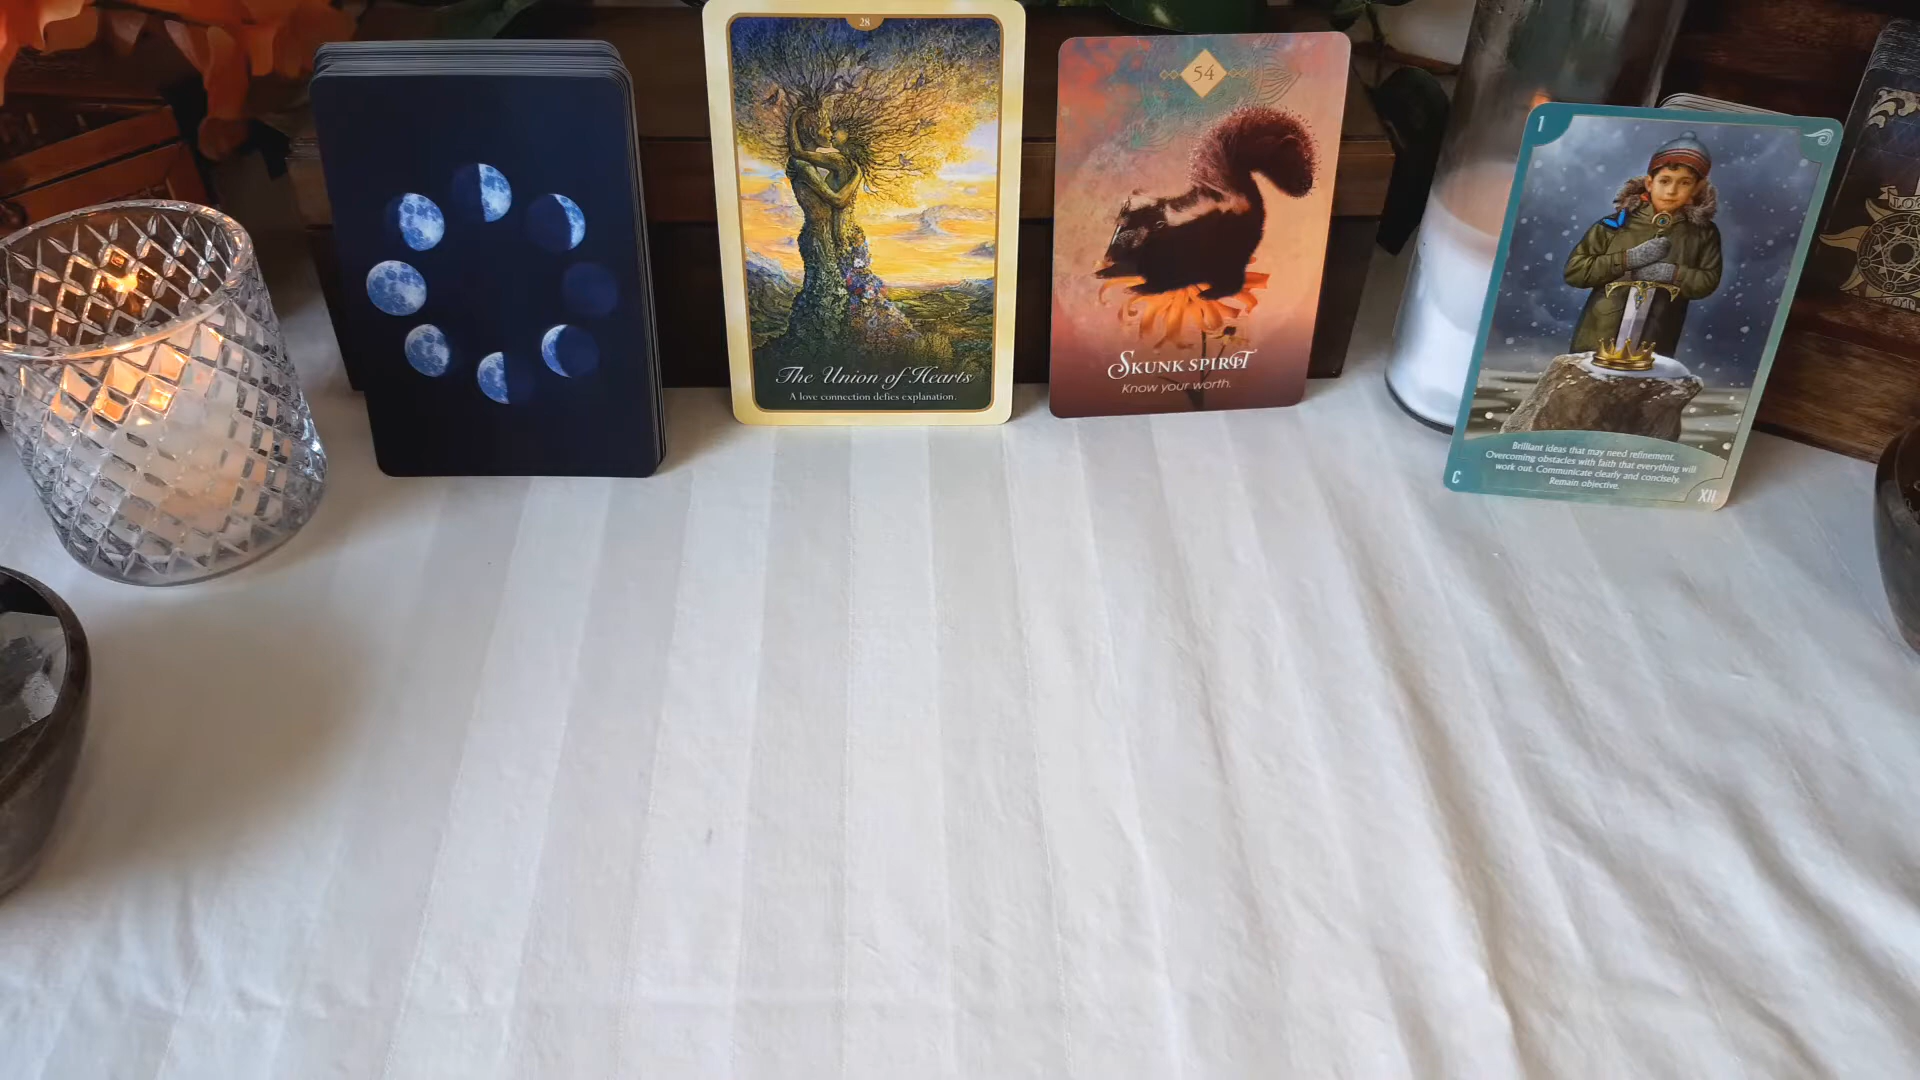 28
The Union of Hearts
A love connection defies explanation.
54
SKUNK SPIRIT
Know your worth.
1
Brilliant ideas that may need refinement.
Overcoming obstacles with faith that everything will
work out. Communicate clearly and concisely.
Remain objective.
C
XII